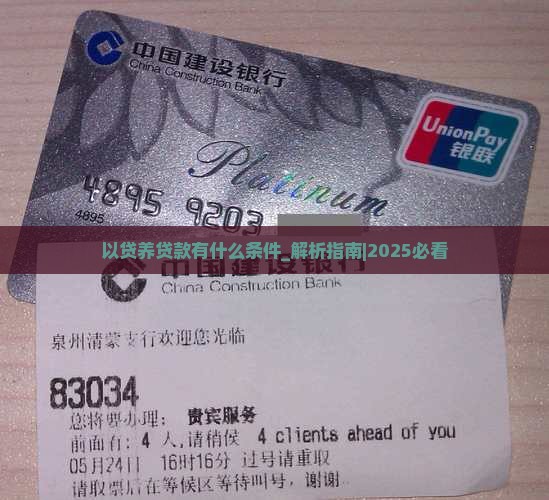 中国建设银行
China Construction Bank
UnionPay
银联
Platinum
4895 9203
4895
以贷养贷款有什么条件_解析指南|2025必看
China Construction Bank
泉州清蒙支行欢迎您光临
83034
您将要办理： 贵宾服务
前面有: 4 人,请稍侯 4 clients ahead of you
05月24日 16时16分 过号请重取
请取票后在等候区等待叫号，谢谢